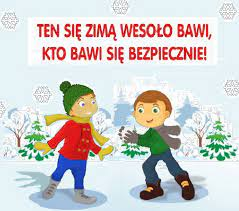 TEN SIĘ ZIMĄ WESOŁO BAWI,
KTO BAWI SIĘ BEZPIECZNIE!